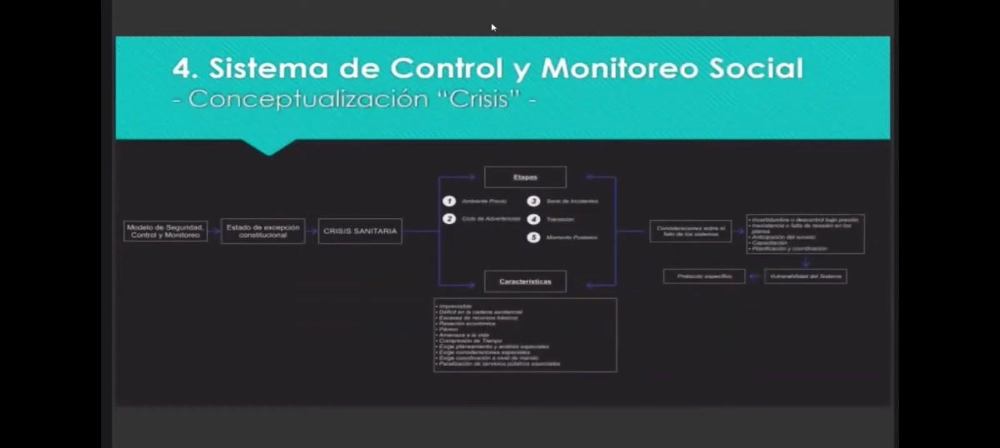 4. Sistema de Control y Monitoreo Social
- Conceptualización “Crisis” -
Modelo de Seguridad,
Control y Monitoreo
Estado de excepción
constitucional
CRISIS SANITARIA
Etapas
1 Ambiente Previo
2 Ciclo de Advertencias
3 Serie de Incidentes
4 Transición
5 Momento Posterior
Características
• Imprevisible
• Déficit en la cadena asistencial
• Escasez de recursos básicos
• económica
• Pánico
• Amenaza a la vida
• Compresión de Tiempo
• Exige planeamiento y análisis especiales
• Exige consideraciones especiales
• Exige coordinación a nivel de mando
• Paralización de servicios públicos esenciales
Consideraciones sobre el
fallo de los sistemas
• Incertidumbre o descontrol bajo presión
• Inexistencia o falta de revisión en los
planes
• Anticipación del suceso
• Capacitación
• Planificación y coordinación
Vulnerabilidad del Sistema
Protocolo específico